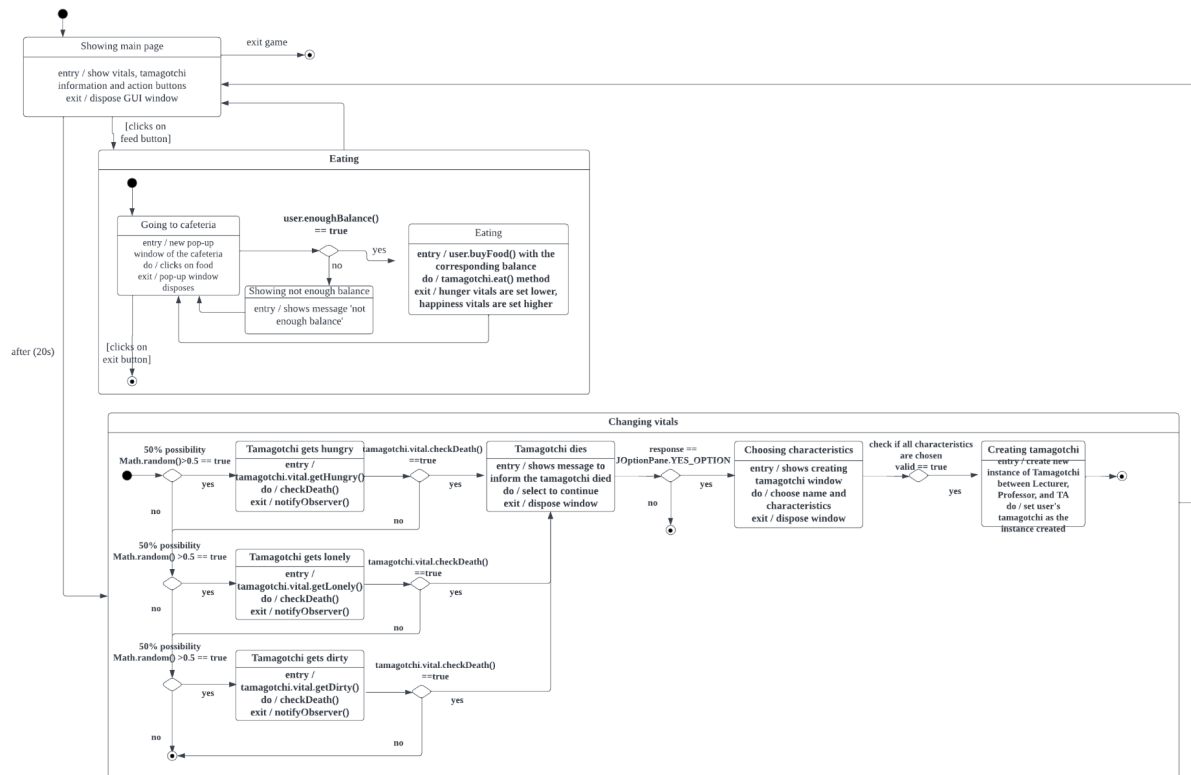 Showing main page
entry / show vitals, tamagotchi
information and action buttons
exit / dispose GUI window
exit game
[clicks on
feed button]
Eating
Going to cafeteria
entry / new pop-up
window of the cafeteria
do / clicks on food
exit / pop-up window
disposes
user.enoughBalance()
== true
yes
no
Showing not enough balance
entry / shows message 'not
enough balance'
Eating
entry / user.buyFood() with the
corresponding balance
do / tamagotchi.eat() method
exit / hunger vitals are set lower,
happiness vitals are set higher
[clicks on
exit button]
after (20s)
Changing vitals
50% possibility
Math.random()>0.5 == true
yes
no
Tamagotchi gets hungry
entry /
tamagotchi.vital.getHungry()
do / checkDeath()
exit / notifyObserver()
tamagotchi.vital.checkDeath()
==true
yes
no
Tamagotchi dies
entry / shows message to
inform the tamagotchi died
do / select to continue
exit / dispose window
response ==
JOptionPane.YES_OPTION
yes
no
Choosing characteristics
entry / shows creating
tamagotchi window
do / choose name and
characteristics
exit / dispose window
check if all characteristics
are chosen
valid == true
yes
Creating tamagotchi
entry / create new
instance of Tamagotchi
between Lecturer,
Professor, and TA
do / set user's
tamagotchi as the
instance created
50% possibility
Math.random() >0.5 == true
yes
no
Tamagotchi gets lonely
entry /
tamagotchi.vital.getLonely()
do / checkDeath()
exit / notifyObserver()
tamagotchi.vital.checkDeath()
==true
yes
no
50% possibility
Math.random() >0.5 == true
yes
no
Tamagotchi gets dirty
entry /
tamagotchi.vital.getDirty()
do / checkDeath()
exit / notifyObserver()
tamagotchi.vital.checkDeath()
==true
yes
no